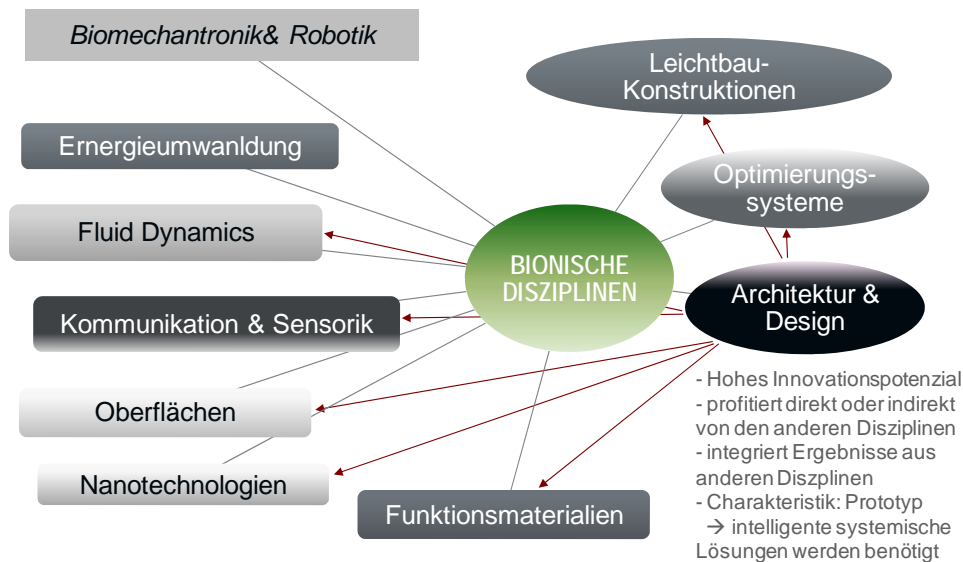 Biomechantronik& Robotik
Leichtbau-
Konstruktionen
Ernergieumwanldung
Optimierungs-
systeme
Fluid Dynamics
BIONISCHE
DISZIPLINEN
Architektur &
Design
Kommunikation & Sensorik
Oberflächen
Nanotechnologien
Funktionsmaterialien
- Hohes Innovationspotenzial
- profitiert direkt oder indirekt
von den anderen Disziplinen
- integriert Ergebnisse aus
anderen Diszplinen
- Charakteristik: Prototyp
→ intelligente systemische
Lösungen werden benötigt